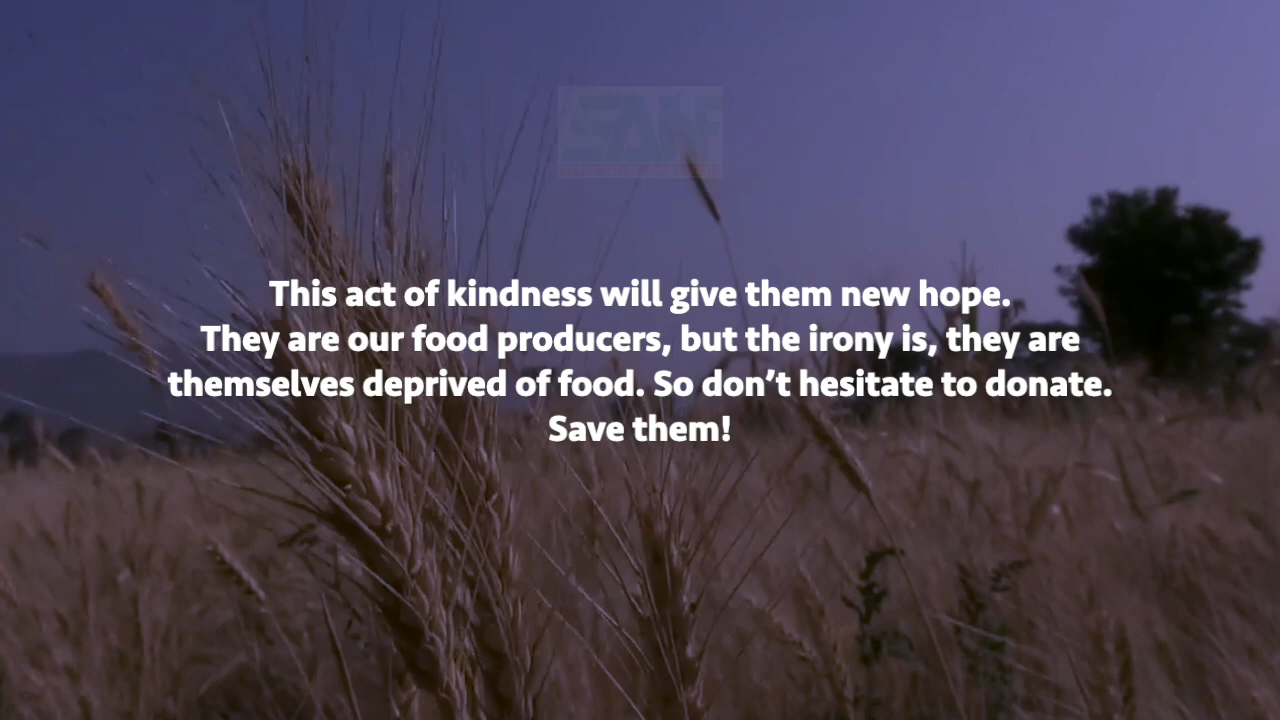 This act of kindness will give them new hope.
They are our food producers, but the irony is, they are
themselves deprived of food. So don’t hesitate to donate.
Save them!